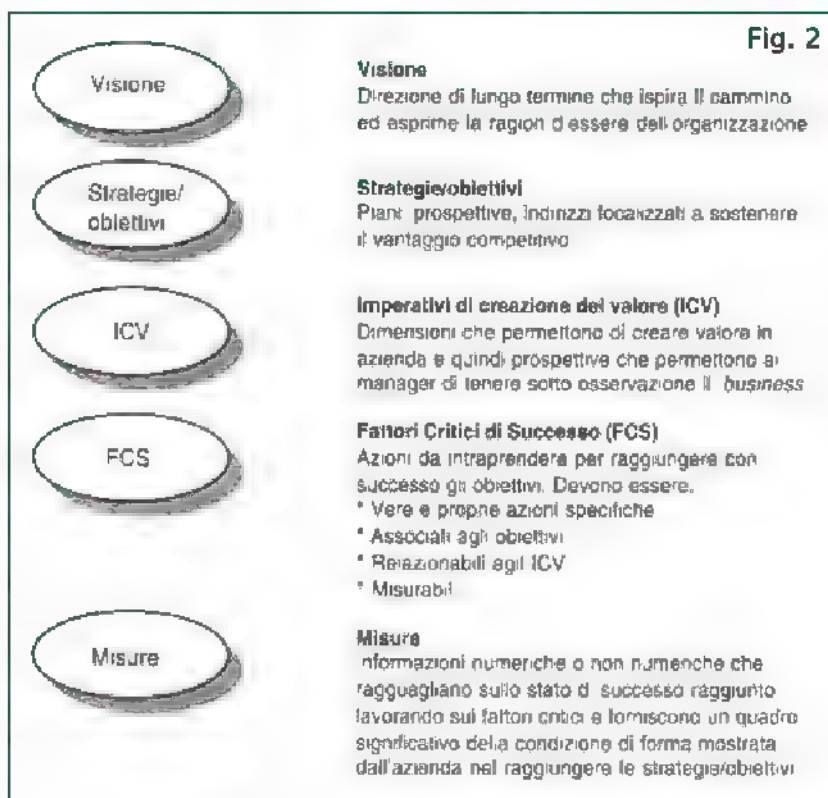 Fig. 2
Visione
Visione
Direzione di lungo termine che ispira il cammino
ed esprime la ragion d'essere dell'organizzazione
Strategie/
obiettivi
Strategie/obiettivi
Piani, prospettive, indirizzi focalizzati a sostenere
il vantaggio competitivo
ICV
Imperativi di creazione del valore (ICV)
Dimensioni che permettono di creare valore in
azienda e quindi prospettive che permettono ai
manager di tenere sotto osservazione il business
FCS
Fattori Critici di Successo (FCS)
Azioni da intraprendere per raggiungere con
successo gli obiettivi. Devono essere.
* Vere e proprie azioni specifiche
* Associati agli obiettivi
* Relazionabili agli ICV
* Misurabili
Misure
Misure
Informazioni numeriche o non numeriche che
ragguagliano sullo stato di successo raggiunto
lavorando sui fattori critici e forniscono un quadro
significativo della condizione di forma mostrata
dall'azienda nel raggiungere le strategie/obiettivi